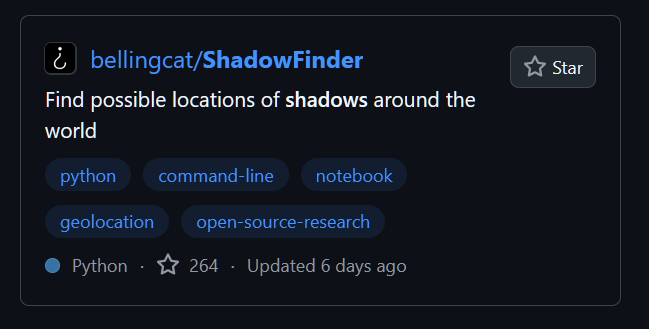 bellingcat/ShadowFinder
Star
Find possible locations of shadows around the
world
python command-line notebook
geolocation open-source-research
Python · 264 · Updated 6 days ago